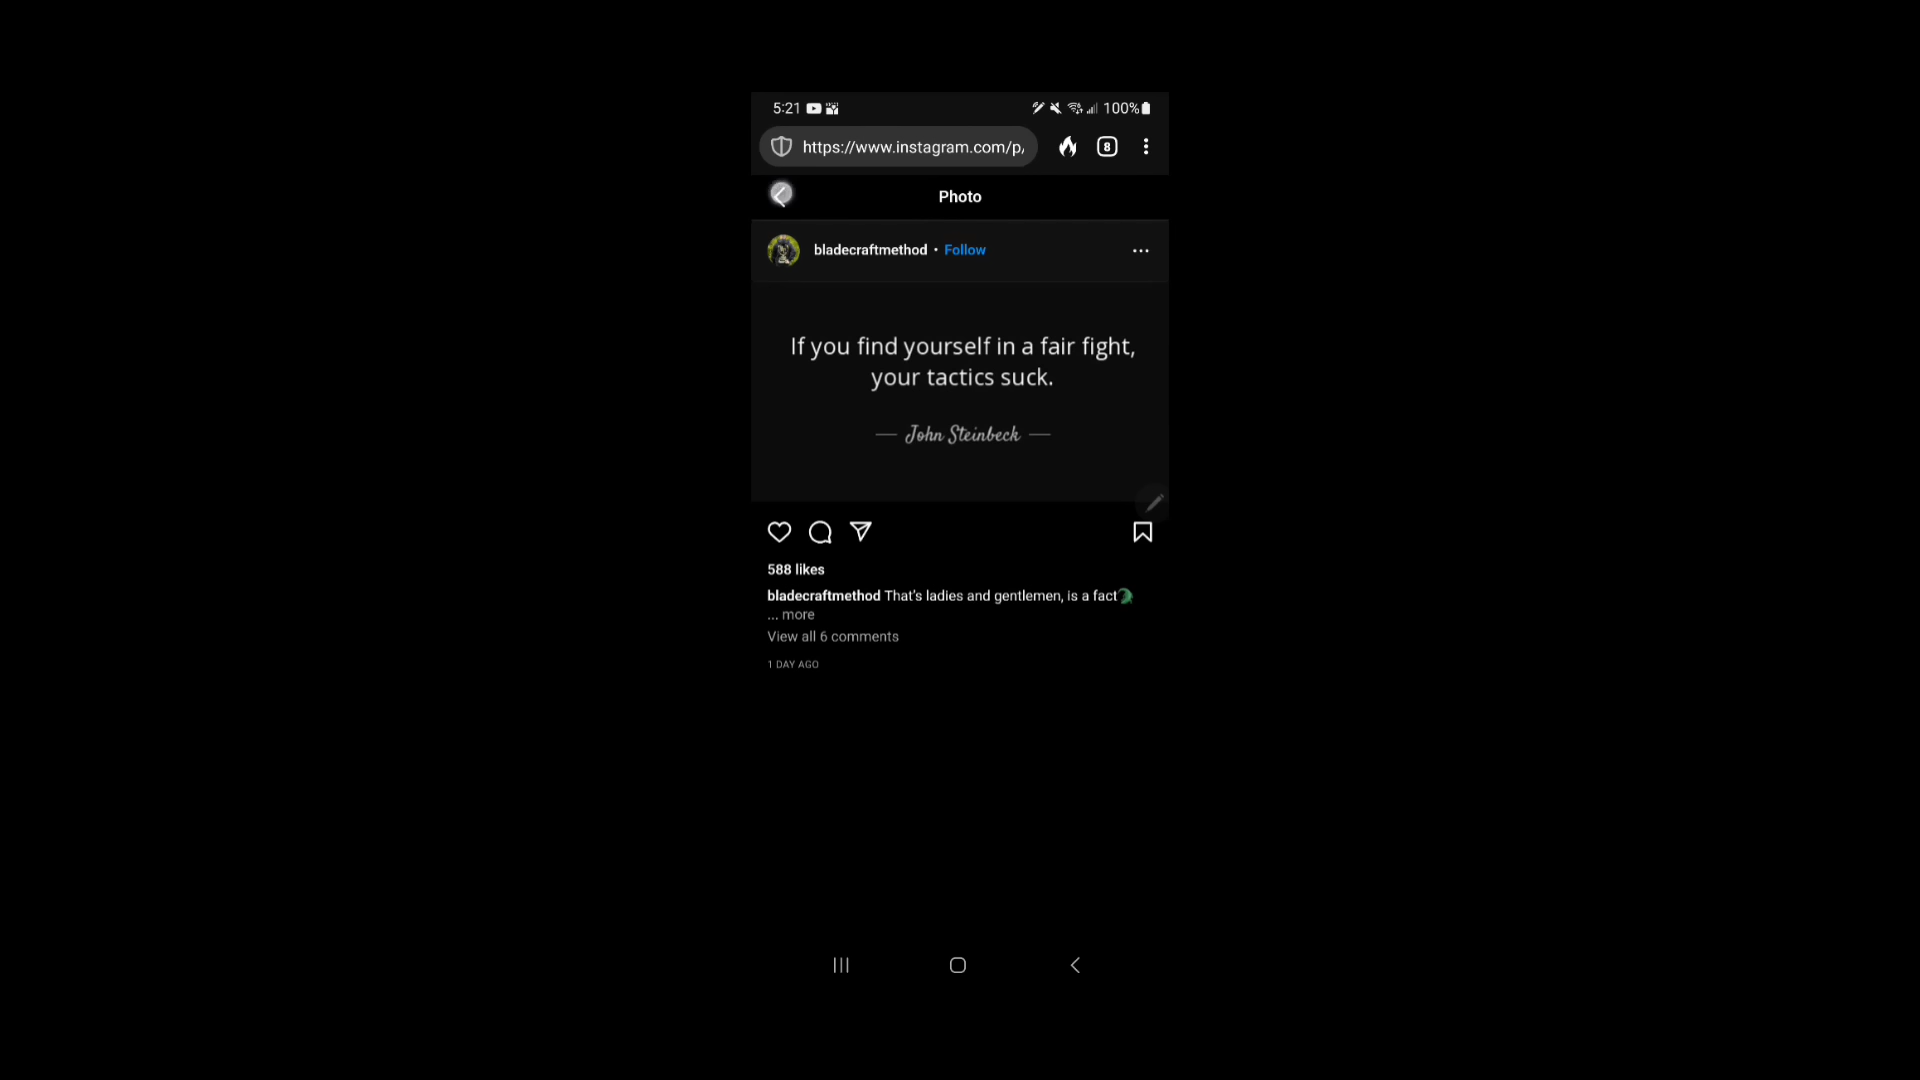 5:21 100%
https://www.instagram.com/p/
8
Photo
bladecraftmethod • Follow
If you find yourself in a fair fight,
your tactics suck.
— John Steinbeck —
588 likes
bladecraftmethod That's ladies and gentlemen, is a fact
... more
View all 6 comments
1 DAY AGO